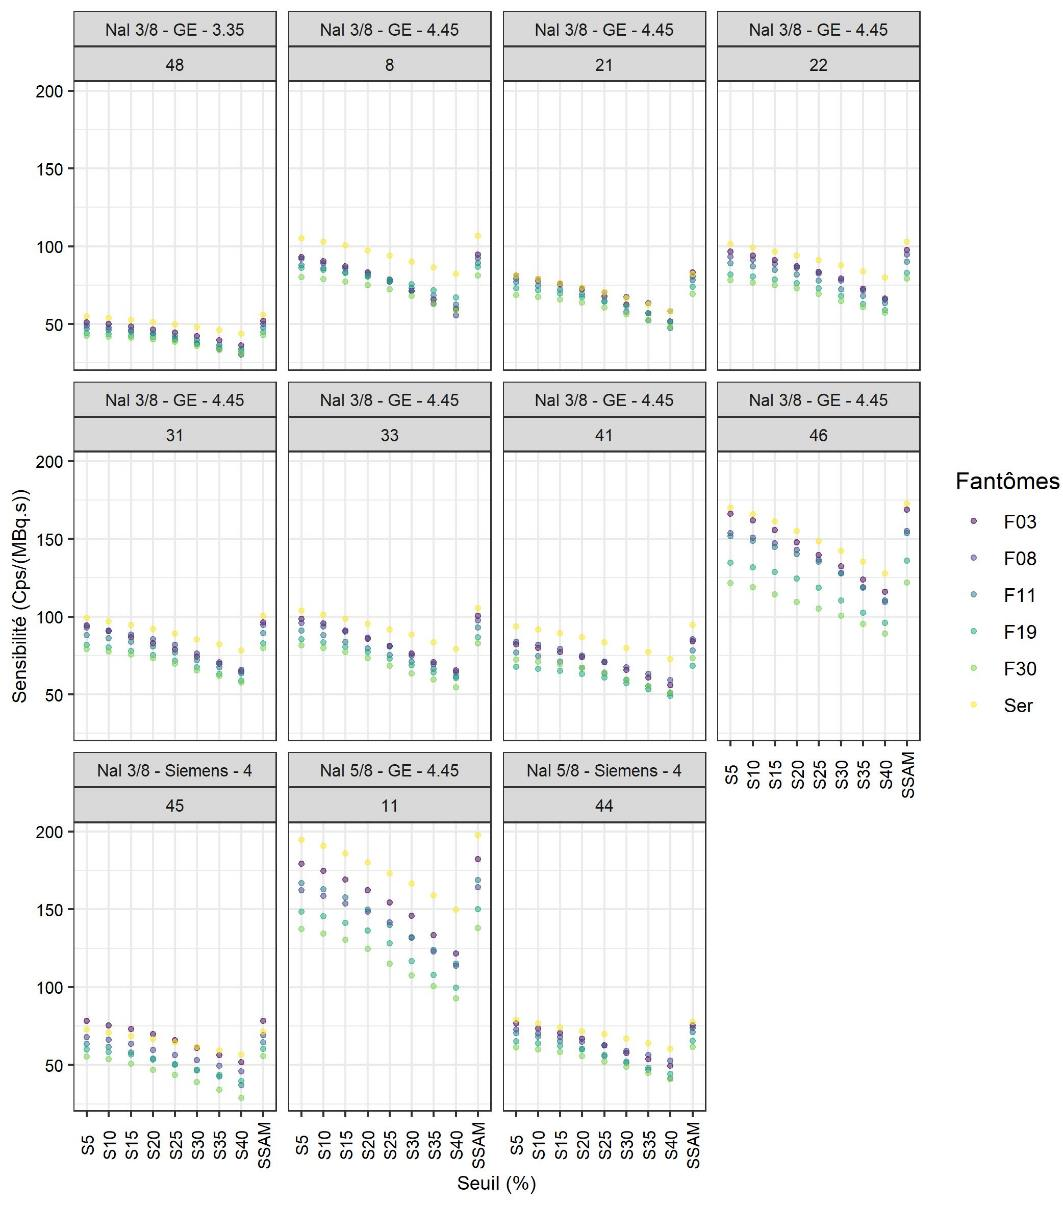 NaI 3/8 - GE - 3.35
NaI 3/8 - GE - 4.45
NaI 3/8 - GE - 4.45
NaI 3/8 - GE - 4.45
48
8
21
22
200
150
100
50
NaI 3/8 - GE - 4.45
NaI 3/8 - GE - 4.45
NaI 3/8 - GE - 4.45
NaI 3/8 - GE - 4.45
31
33
41
46
200
150
100
50
S5
S10
S15
S20
S25
S30
S35
S40
SSAM
NaI 3/8 - Siemens - 4
NaI 5/8 - GE - 4.45
NaI 5/8 - Siemens - 4
45
11
44
200
150
100
50
S5
S10
S15
S20
S25
S30
S35
S40
SSAM
S5
S10
S15
S20
S25
S30
S35
S40
SSAM
S5
S10
S15
S20
S25
S30
S35
S40
SSAM
Seuil (%)
Sensibilité (Cps/(MBq.s))
Fantômes
F03
F08
F11
F19
F30
Ser